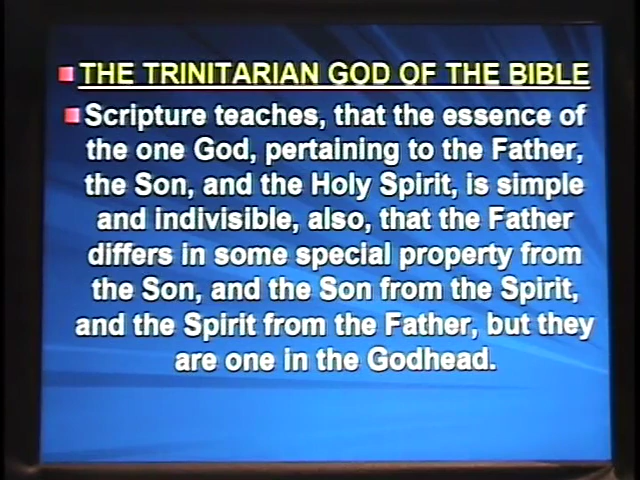 THE TRINITARIAN GOD OF THE BIBLE
Scripture teaches, that the essence of
the one God, pertaining to the Father,
the Son, and the Holy Spirit, is simple
and indivisible, also, that the Father
differs in some special property from
the Son, and the Son from the Spirit,
and the Spirit from the Father, but they
are one in the Godhead.